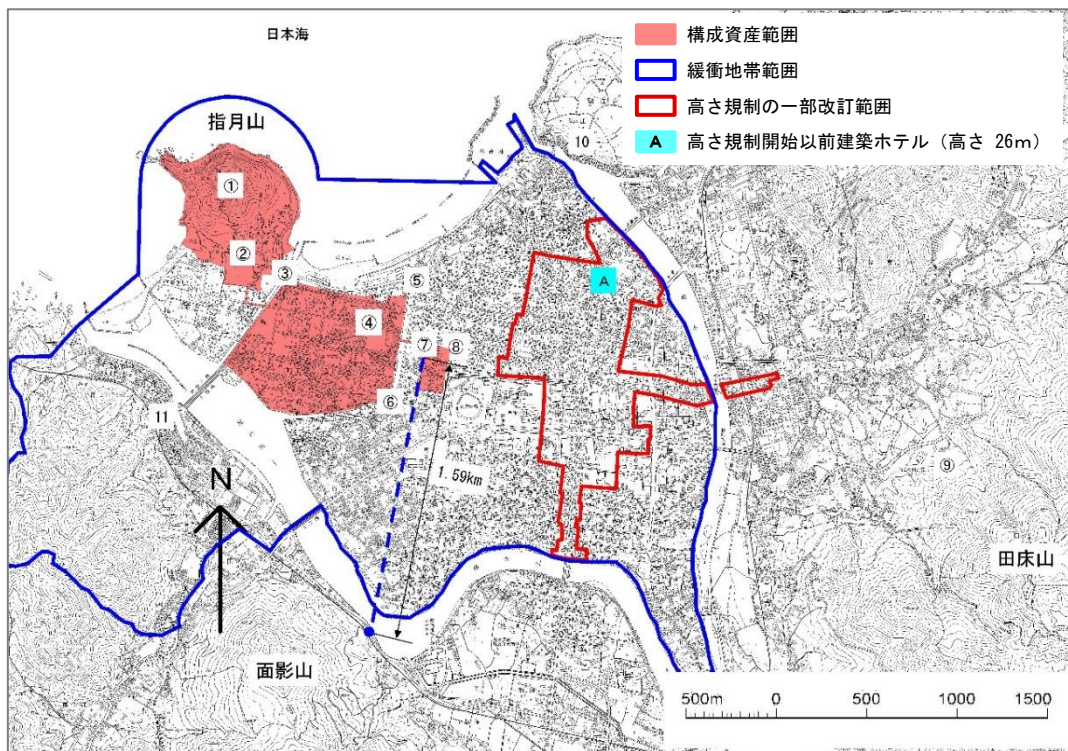 日本海
構成資産範囲
緩衝地帯範囲
高さ規制の一部改訂範囲
A 高さ規制開始以前建築ホテル（高さ 26m）
指月山
10
①
②
③
⑤
A
④
⑦ ⑧
⑥
11
1.59km
⑨
N
田床山
面影山
500m 0 500 1000 1500